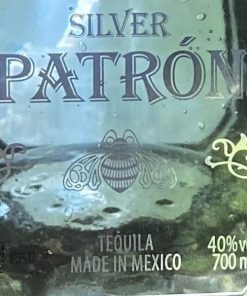 SILVER
PATRÓN
TEQUILA 40%
MADE IN MEXICO 700